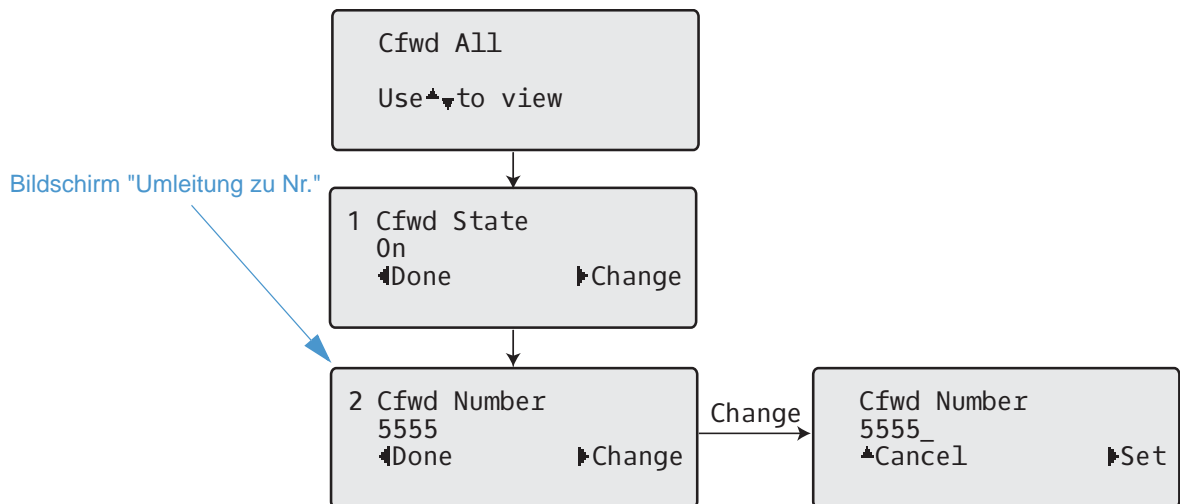 Cfwd All
Use▲▼to view
Bildschirm "Umleitung zu Nr."
1 Cfwd State
On
◀Done ▶Change
2 Cfwd Number
5555
◀Done ▶Change
Change
Cfwd Number
5555_
▲Cancel ▶Set